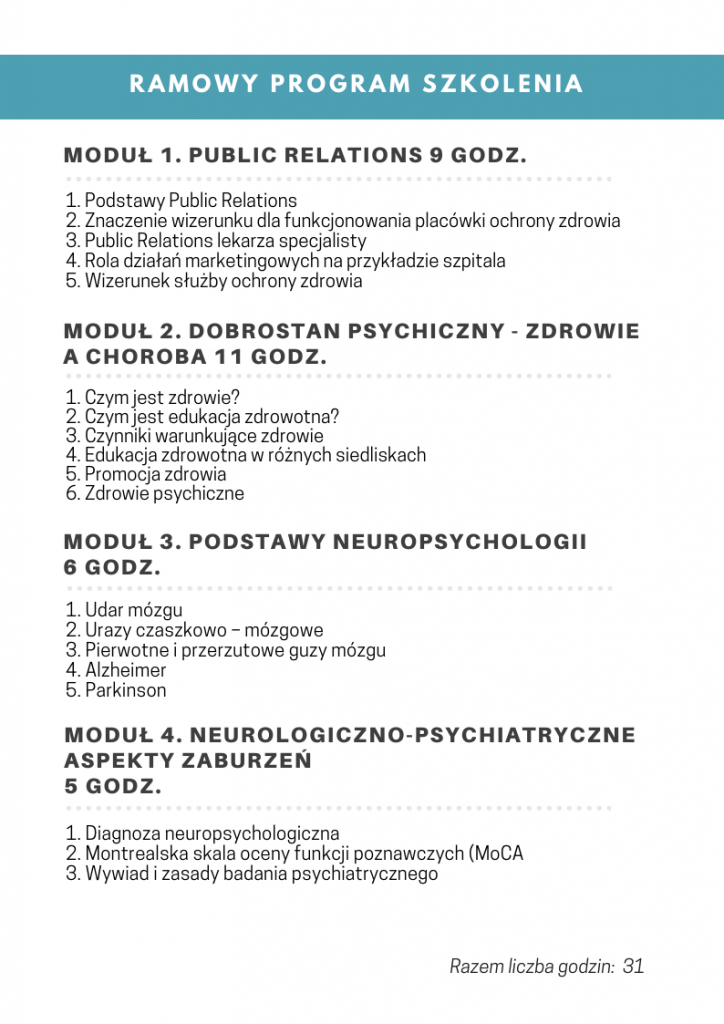 RAMOWY PROGRAM SZKOLENIA
MODUŁ 1. PUBLIC RELATIONS 9 GODZ.
1. Podstawy Public Relations
2. Znaczenie wizerunku dla funkcjonowania placówki ochrony zdrowia
3. Public Relations lekarza specjalisty
4. Rola działań marketingowych na przykładzie szpitala
5. Wizerunek służby ochrony zdrowia
MODUŁ 2. DOBROSTAN PSYCHICZNY - ZDROWIE
A CHOROBA 11 GODZ.
1. Czym jest zdrowie?
2. Czym jest edukacja zdrowotna?
3. Czynniki warunkujące zdrowie
4. Edukacja zdrowotna w różnych siedliskach
5. Promocja zdrowia
6. Zdrowie psychiczne
MODUŁ 3. PODSTAWY NEUROPSYCHOLOGII
6 GODZ.
1. Udar mózgu
2. Urazy czaszkowo – mózgowe
3. Pierwotne i przerzutowe guzy mózgu
4. Alzheimer
5. Parkinson
MODUŁ 4. NEUROLOGICZNO-PSYCHIATRYCZNE
ASPEKTY ZABURZEŃ
5 GODZ.
1. Diagnoza neuropsychologiczna
2. Montrealska skala oceny funkcji poznawczych (MoCA
3. Wywiad i zasady badania psychiatrycznego
Razem liczba godzin: 31